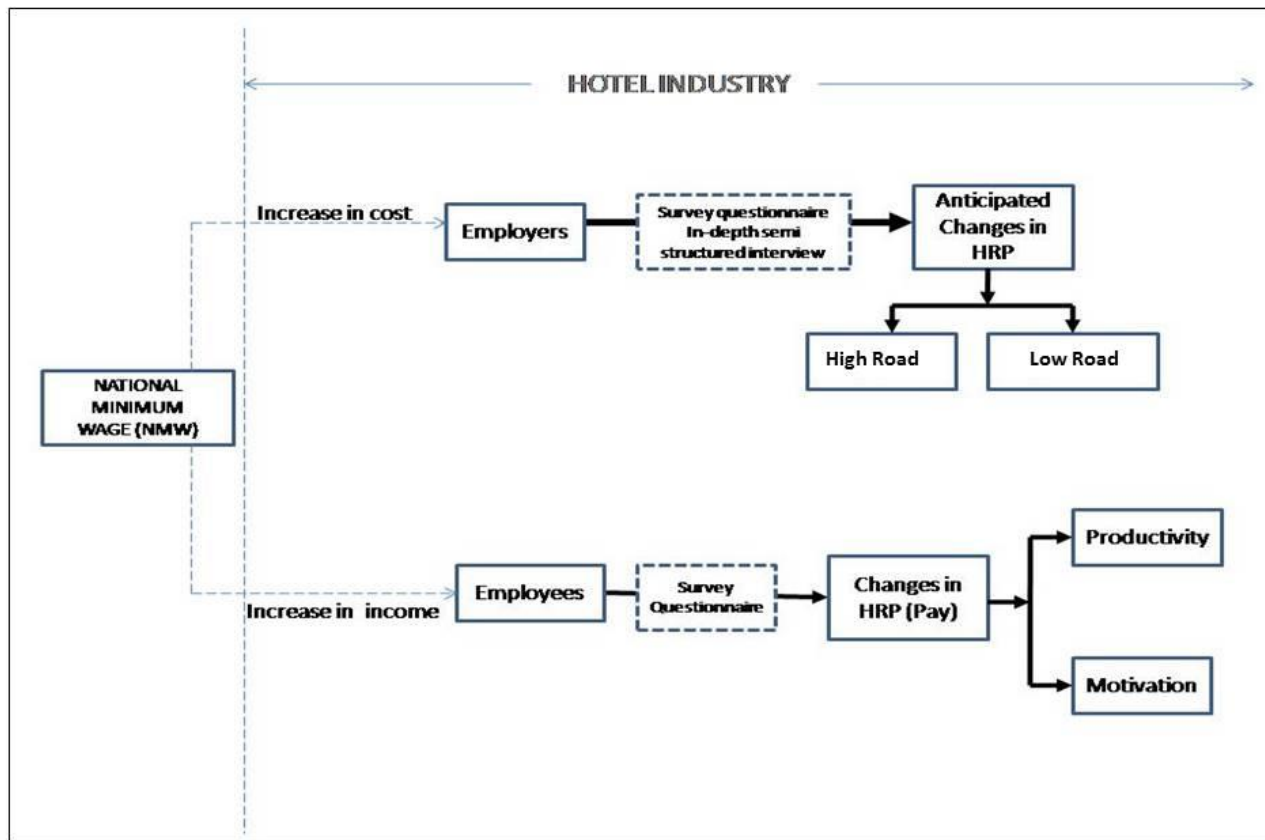 HOTEL INDUSTRY
Increase in cost
Employers
Survey questionnaire
In-depth semi
structured interview
Anticipated
Changes in
HRP
High Road
Low Road
NATIONAL
MINIMUM
WAGE (NMW)
Increase in income
Employees
Survey
Questionnaire
Changes in
HRP (Pay)
Productivity
Motivation